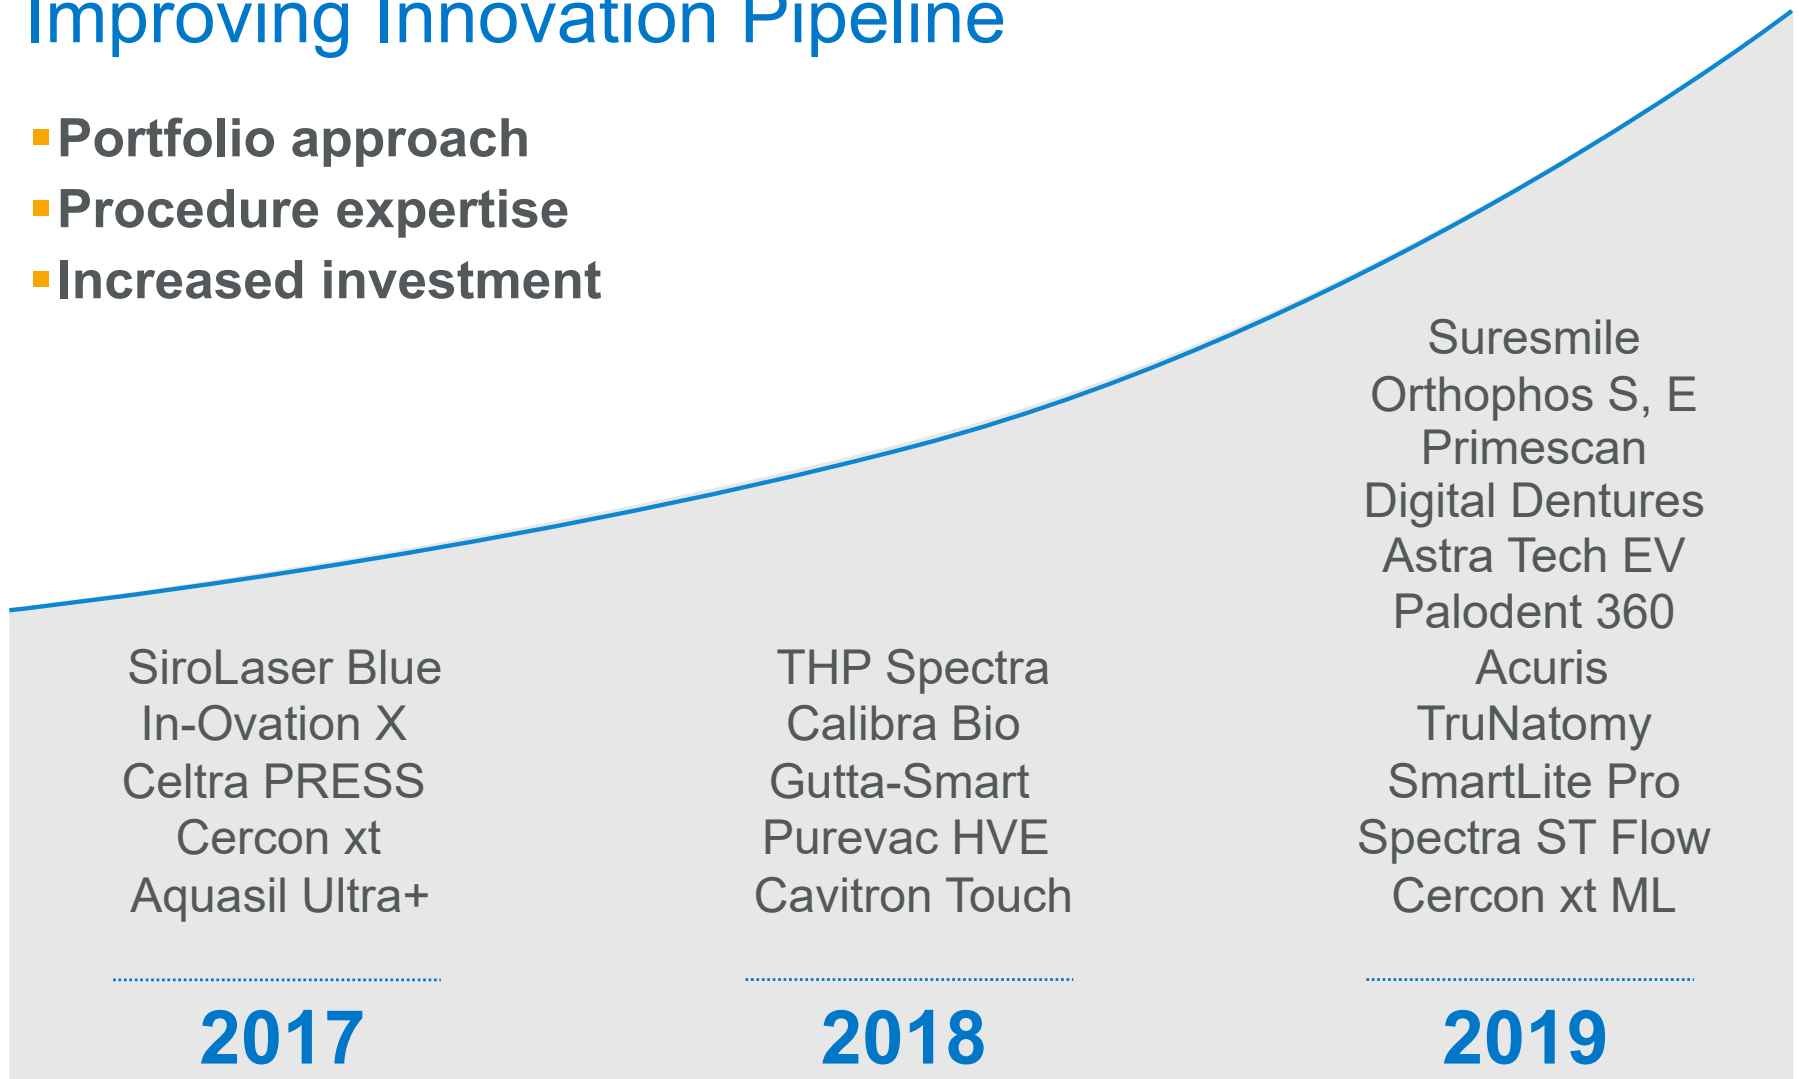 Improving Innovation Pipeline
▪Portfolio approach
▪Procedure expertise
▪Increased investment
SiroLaser Blue
In-Ovation X
Celtra PRESS
Cercon xt
Aquasil Ultra+
2017
THP Spectra
Calibra Bio
Gutta-Smart
Purevac HVE
Cavitron Touch
2018
Suresmile
Orthophos S, E
Primescan
Digital Dentures
Astra Tech EV
Palodent 360
Acuris
TruNatomy
SmartLite Pro
Spectra ST Flow
Cercon xt ML
2019